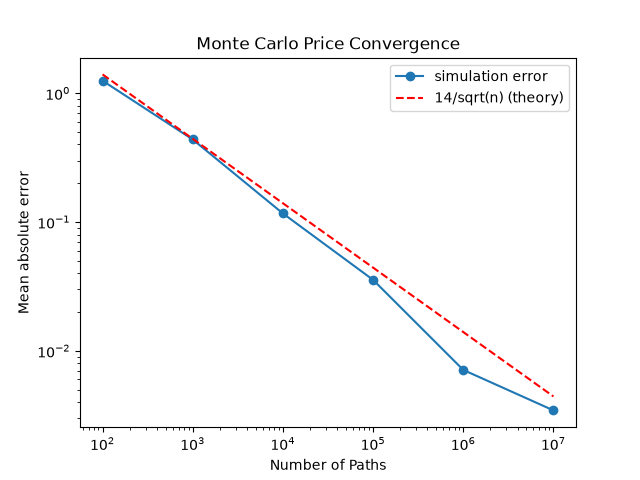 Monte Carlo Price Convergence
simulation error
14/sqrt(n) (theory)
Mean absolute error
10⁰
10⁻¹
10⁻²
10²
10³
10⁴
10⁵
10⁶
10⁷
Number of Paths